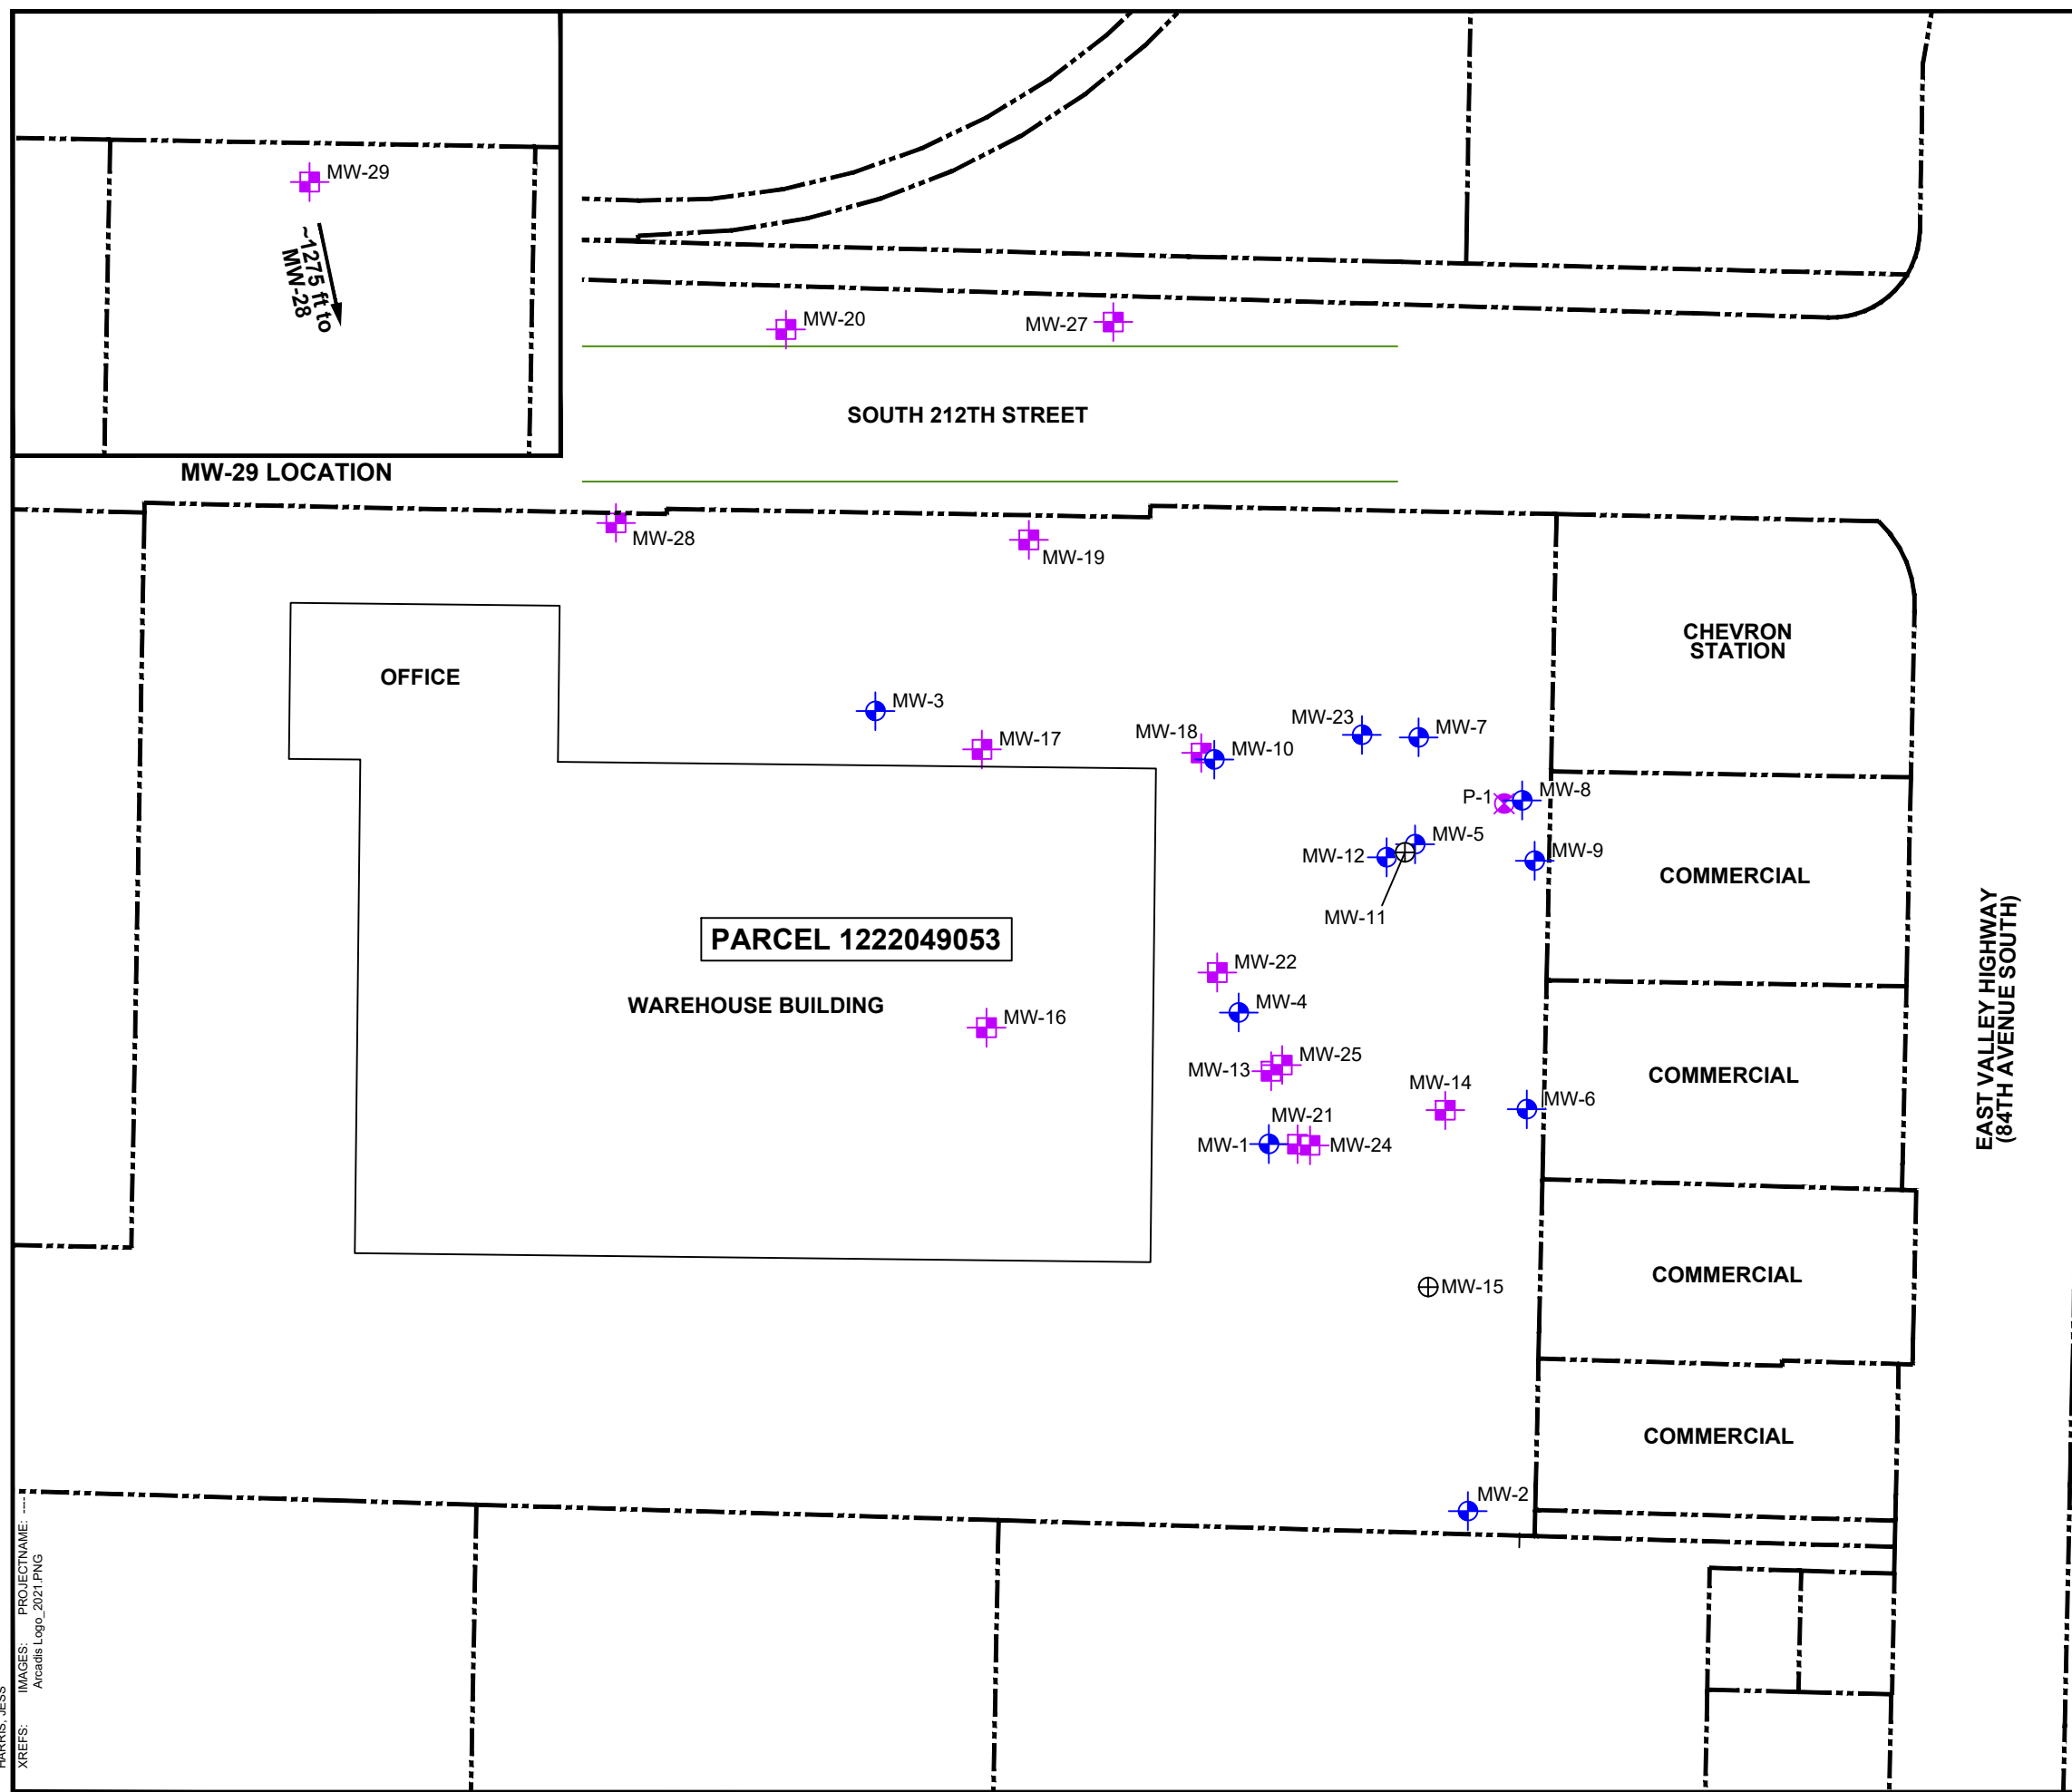 MW-29
~1275 ft to
MW-28
MW-20
MW-27
SOUTH 212TH STREET
MW-29 LOCATION
MW-28
MW-19
CHEVRON
STATION
OFFICE
MW-3
MW-17
MW-18
MW-10
MW-23
MW-7
P-1
MW-8
MW-5
MW-12
MW-9
MW-11
COMMERCIAL
PARCEL 1222049053
WAREHOUSE BUILDING
MW-16
MW-22
MW-4
MW-25
MW-13
MW-14
MW-6
MW-21
MW-1
MW-24
COMMERCIAL
EAST VALLEY HIGHWAY
(84TH AVENUE SOUTH)
COMMERCIAL
MW-15
COMMERCIAL
MW-2
HARRIS, JESS
XREFS: IMAGES: PROJECTNAME: ----
Arcadis Logo_2021.PNG